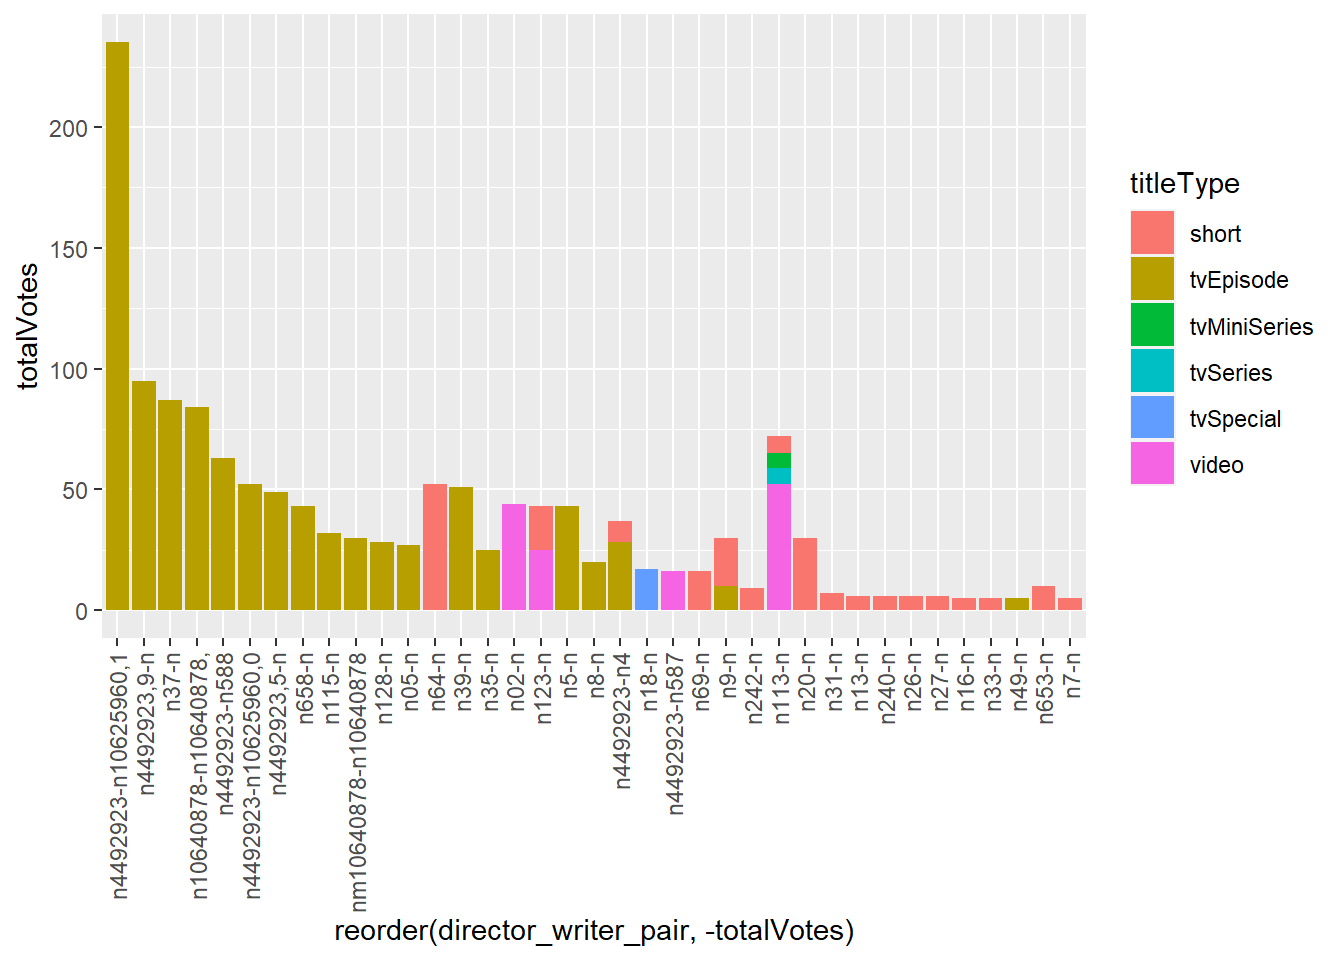 totalVotes
200
150
100
50
0
n4492923-n10625960,1
n4492923,9-n
n37-n
n10640878-n10640878,
n4492923-n588
n4492923-n10625960,0
n4492923,5-n
n658-n
n115-n
nm10640878-n10640878
n128-n
n05-n
n64-n
n39-n
n35-n
n02-n
n123-n
n5-n
n8-n
n4492923-n4
n18-n
n4492923-n587
n69-n
n9-n
n242-n
n113-n
n20-n
n31-n
n13-n
n240-n
n26-n
n27-n
n16-n
n33-n
n49-n
n653-n
n7-n
reorder(director_writer_pair, -totalVotes)
titleType
short
tvEpisode
tvMiniSeries
tvSeries
tvSpecial
video